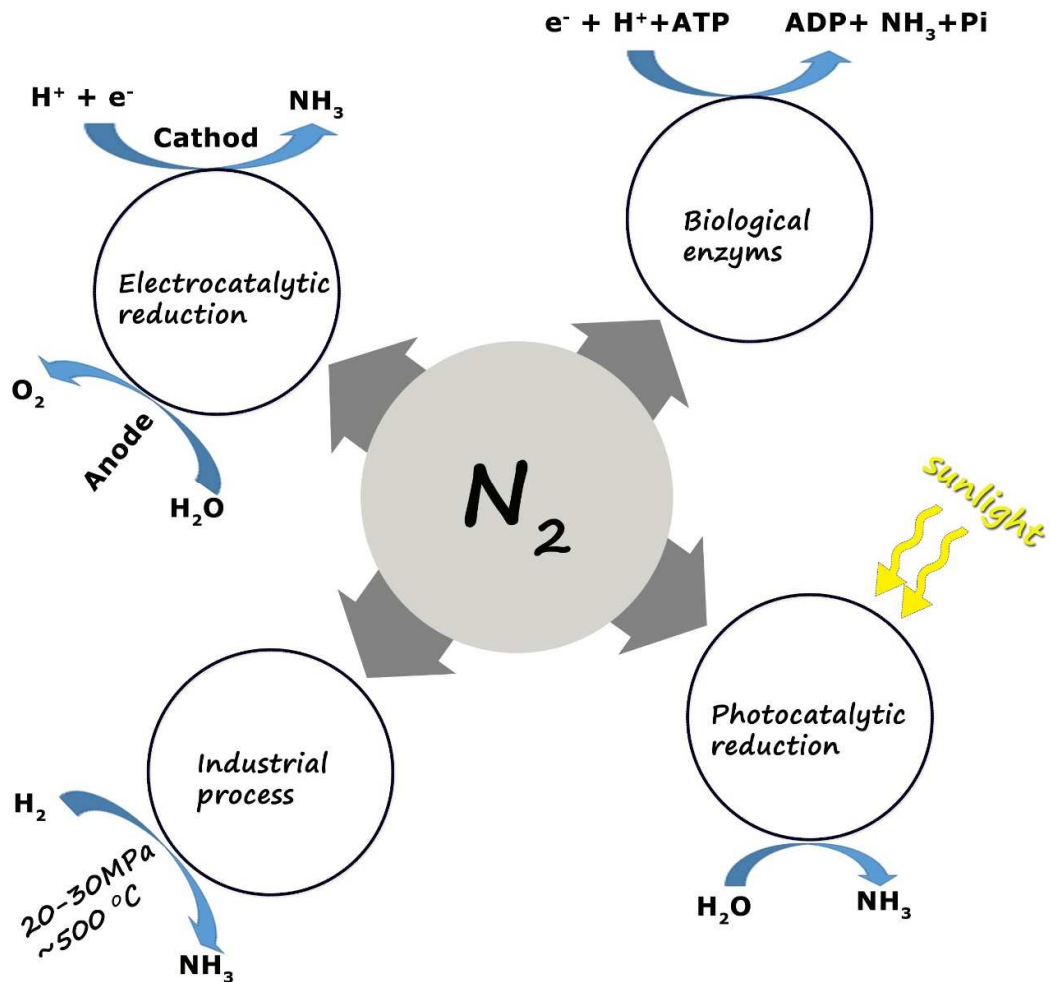 e⁻ + H⁺+ATP
ADP+ NH₃+Pi
H⁺ + e⁻
NH₃
Cathod
Biological
enzyms
Electrocatalytic
reduction
O₂
Anode
H₂O
N₂
sunlight
Photocatalytic
reduction
Industrial
process
H₂
20-30MPa
~500 °C
NH₃
H₂O
NH₃